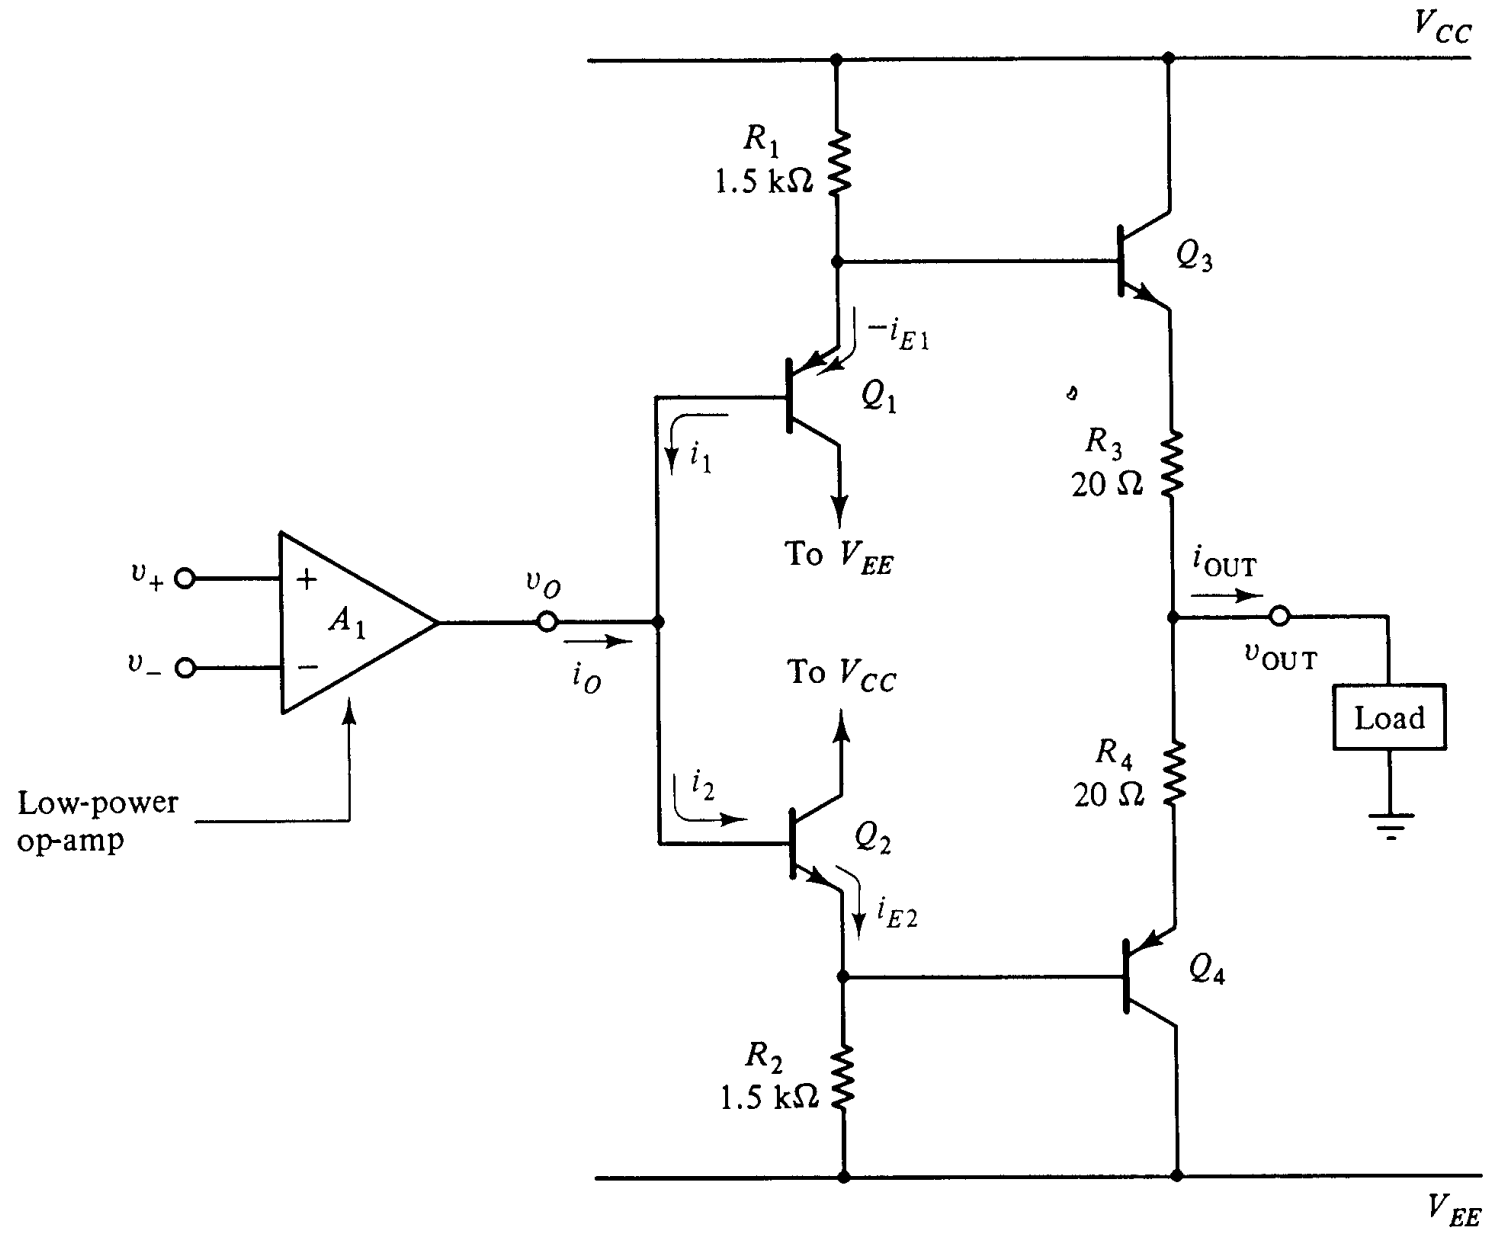 V_CC
R_1
1.5 kΩ
Q_3
−i_E1
Q_1
R_3
20 Ω
i_1
To V_EE
i_OUT
v_+
+
A_1
v_O
v_−
−
i_O
v_OUT
To V_CC
Load
R_4
20 Ω
i_2
Low-power
op-amp
Q_2
i_E2
Q_4
R_2
1.5 kΩ
V_EE